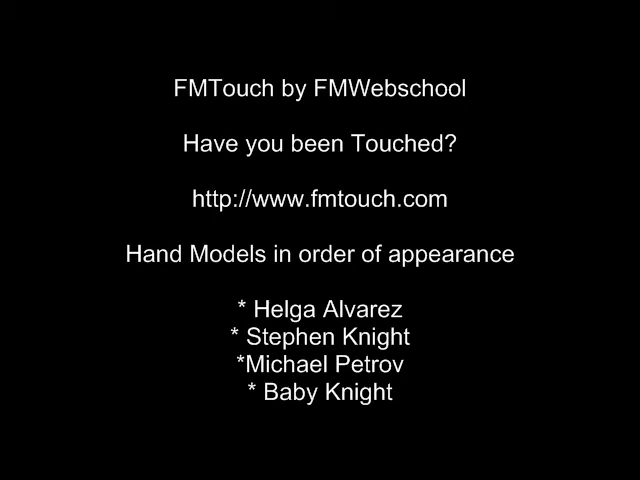 FMTouch by FMWebschool
Have you been Touched?
http://www.fmtouch.com
Hand Models in order of appearance
* Helga Alvarez
* Stephen Knight
*Michael Petrov
* Baby Knight